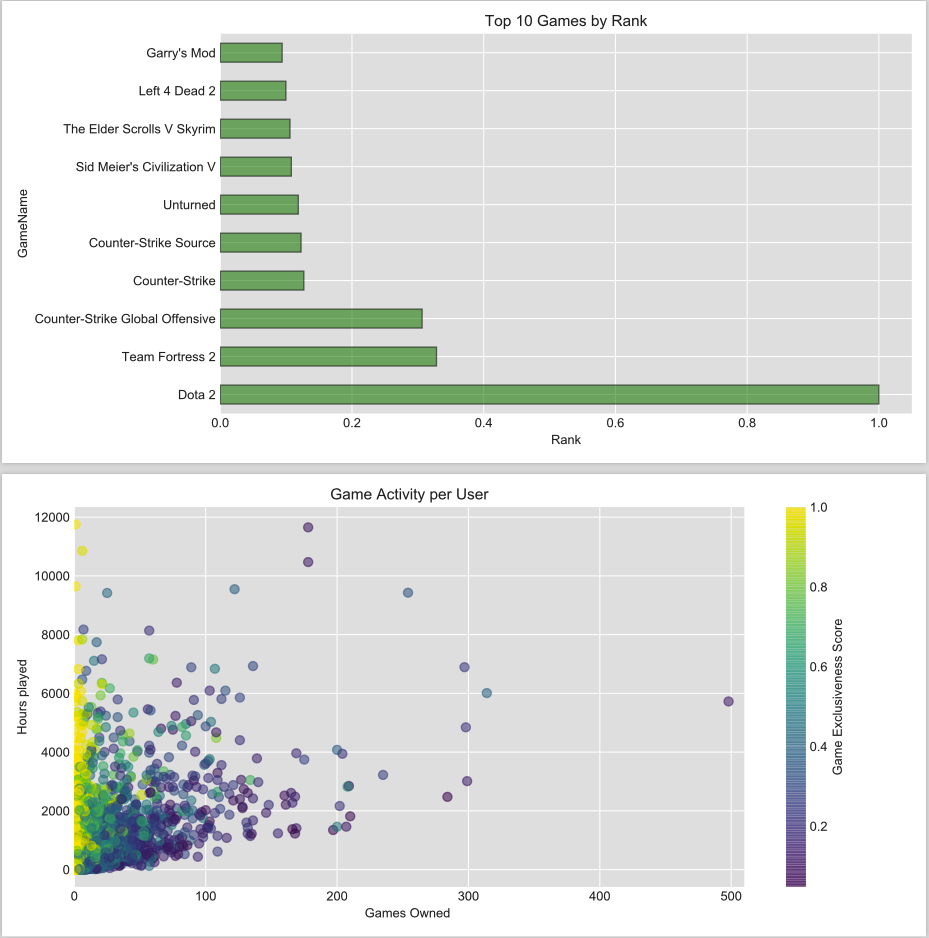 Top 10 Games by Rank
GameName
Garry's Mod
Left 4 Dead 2
The Elder Scrolls V Skyrim
Sid Meier's Civilization V
Unturned
Counter-Strike Source
Counter-Strike
Counter-Strike Global Offensive
Team Fortress 2
Dota 2
0.0 0.2 0.4 0.6 0.8 1.0
Rank
Game Activity per User
Hours played
12000
10000
8000
6000
4000
2000
0
0 100 200 300 400 500
Games Owned
1.0
0.8
0.6
0.4
0.2
Game Exclusiveness Score